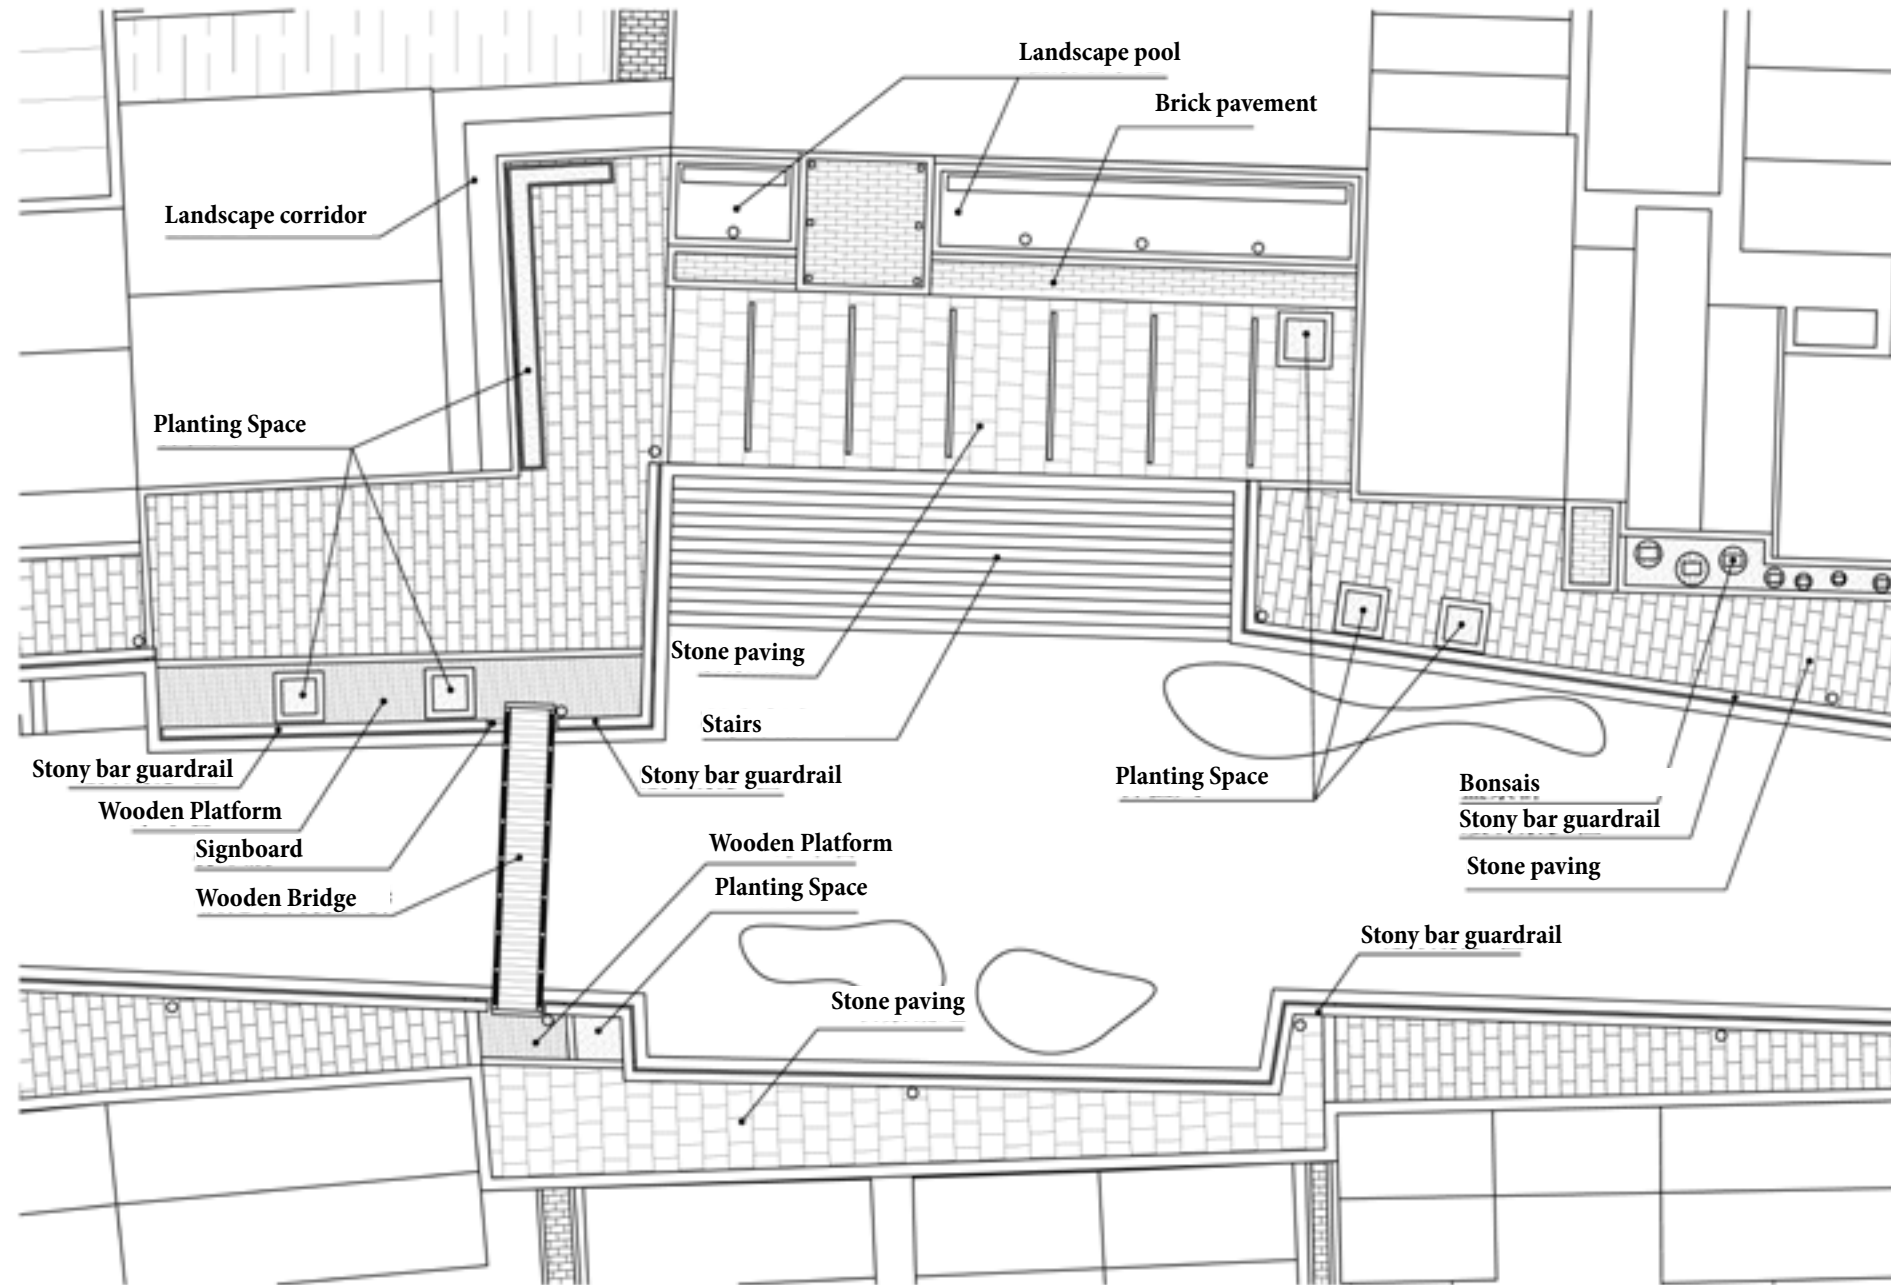 Landscape pool
Brick pavement
Landscape corridor
Planting Space
Stone paving
Stairs
Stony bar guardrail
Wooden Platform
Signboard
Wooden Bridge
Stony bar guardrail
Planting Space
Bonsais
Stony bar guardrail
Stone paving
Wooden Platform
Planting Space
Stony bar guardrail
Stone paving